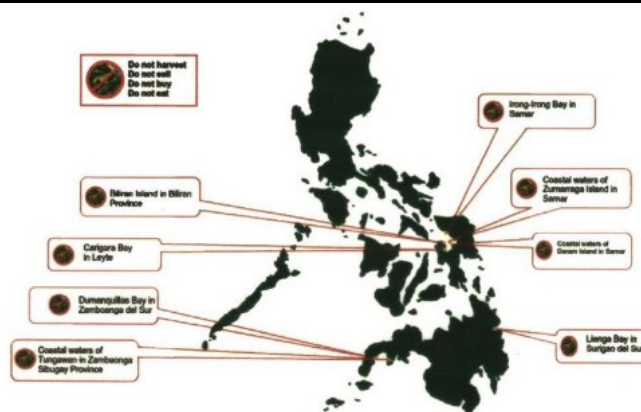 Do not harvest
Do not sell
Do not buy
Do not eat
Irong-Irong Bay in
Samar
Coastal waters of
Zumarraga Island in
Samar
Biliran Island in Biliran
Province
Coastal waters of
Daram Island in Samar
Carigara Bay
in Leyte
Dumanquillas Bay in
Zamboanga del Sur
Lianga Bay in
Surigao del Su
Coastal waters of
Tungawan in Zamboanga
Sibugay Province